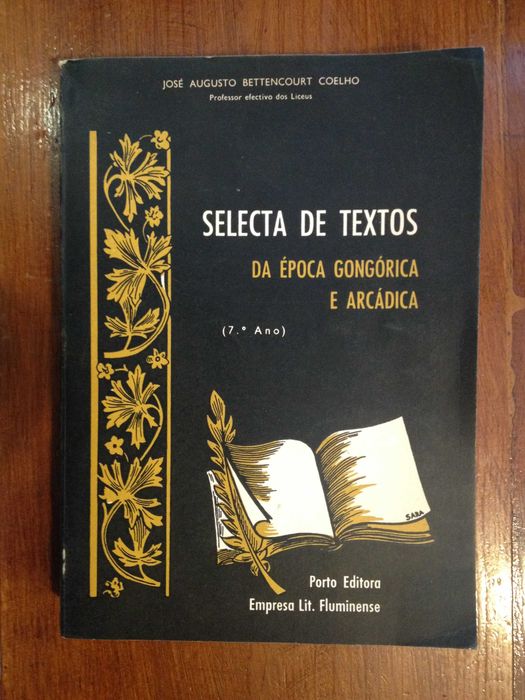 JOSÉ AUGUSTO BETTENCOURT COELHO
Professor efectivo dos Liceus
SELECTA DE TEXTOS
DA ÉPOCA GONGÓRICA
E ARCÁDICA
(7.º Ano)
SARA
Porto Editora
Empresa Lit. Fluminense